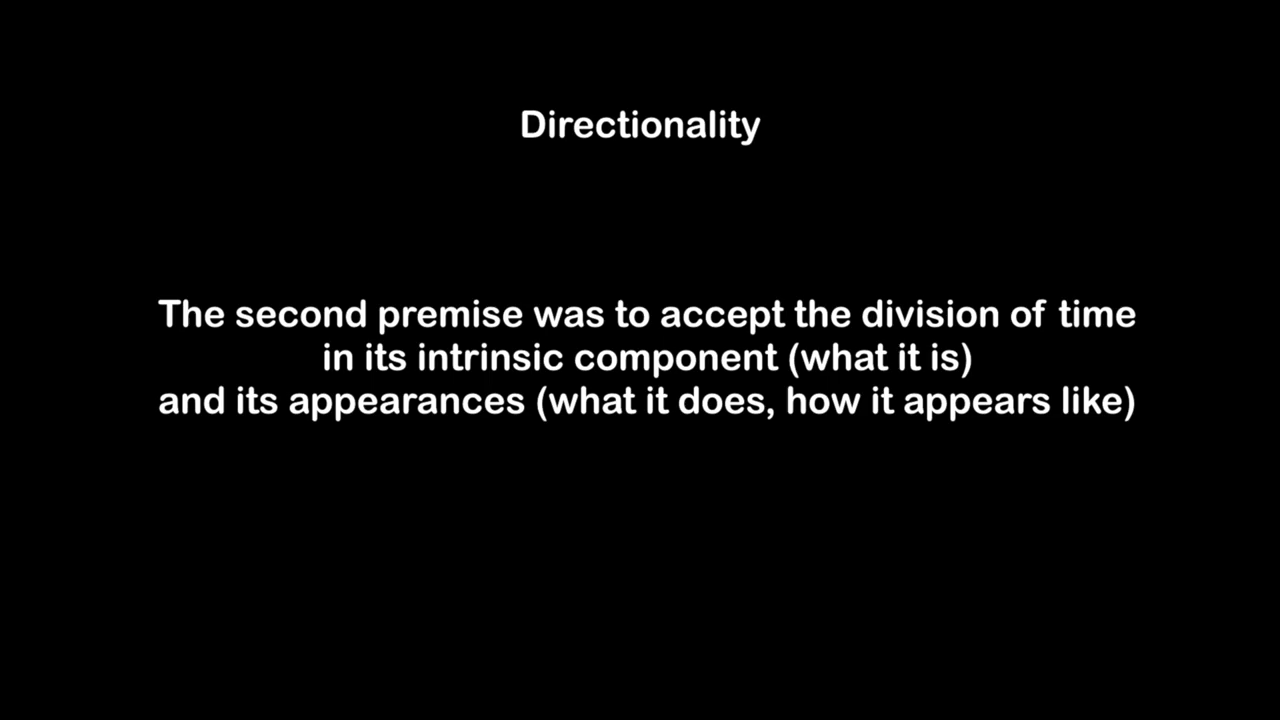 Directionality
The second premise was to accept the division of time
in its intrinsic component (what it is)
and its appearances (what it does, how it appears like)